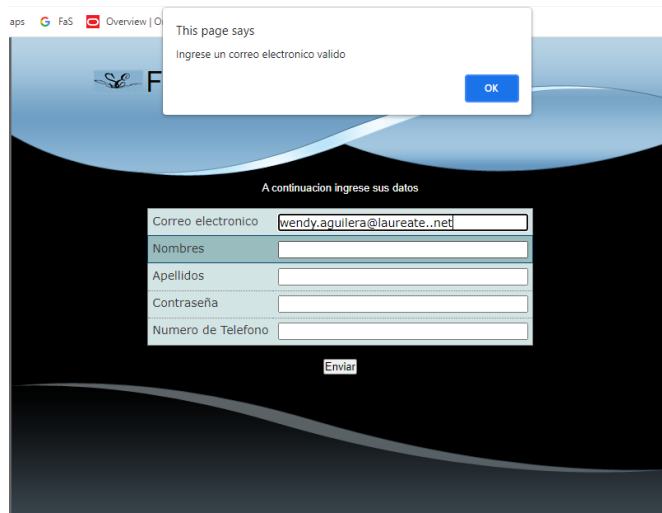 aps FaS Overview | O
This page says
Ingrese un correo electronico valido
OK
F
A continuacion ingrese sus datos
Correo electronico wendy.aguilera@laureate..net
Nombres
Apellidos
Contraseña
Numero de Telefono
Enviar